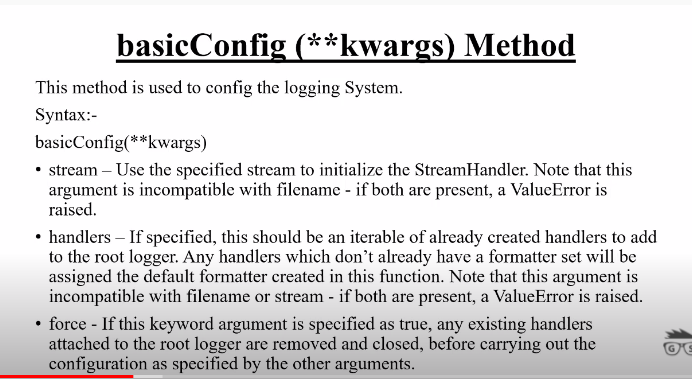 basicConfig (**kwargs) Method
This method is used to config the logging System.
Syntax:-
basicConfig(**kwargs)
• stream – Use the specified stream to initialize the StreamHandler. Note that this
argument is incompatible with filename - if both are present, a ValueError is
raised.
• handlers – If specified, this should be an iterable of already created handlers to add
to the root logger. Any handlers which don’t already have a formatter set will be
assigned the default formatter created in this function. Note that this argument is
incompatible with filename or stream - if both are present, a ValueError is raised.
• force - If this keyword argument is specified as true, any existing handlers
attached to the root logger are removed and closed, before carrying out the
configuration as specified by the other arguments.